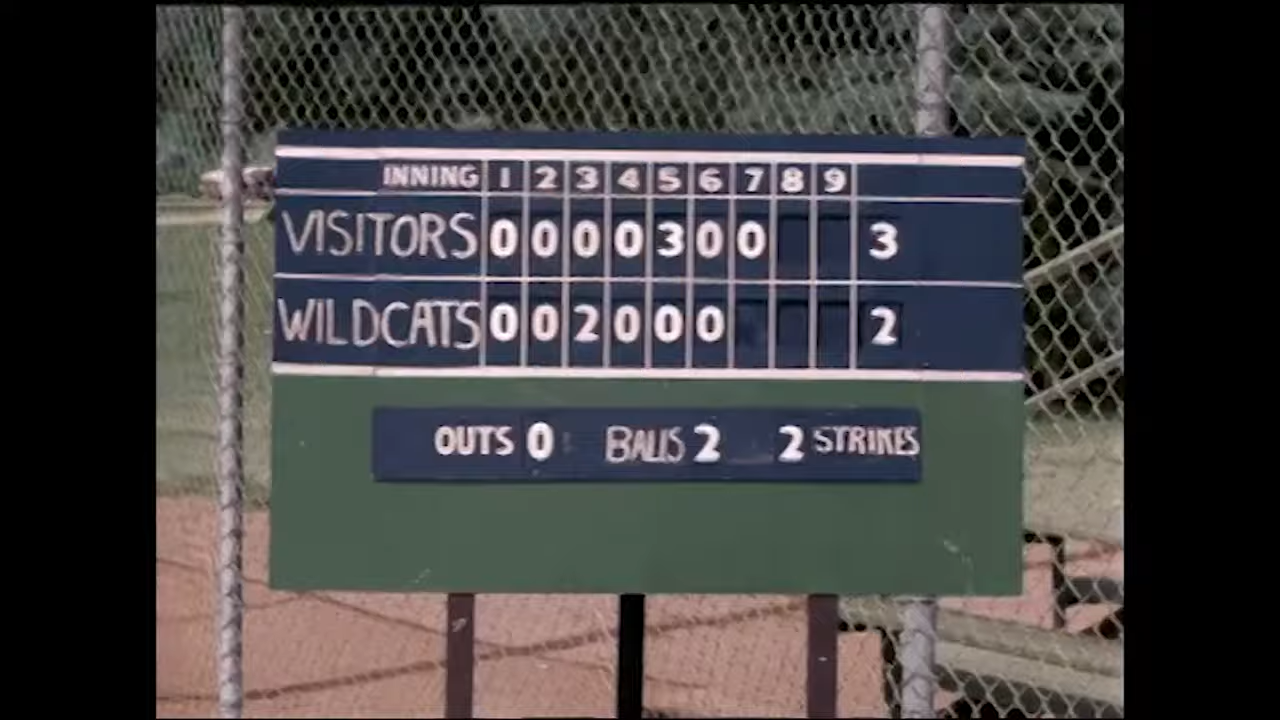 INNING 1 2 3 4 5 6 7 8 9
VISITORS 0 0 0 0 3 0 0 3
WILDCATS 0 0 2 0 0 0 2
OUTS 0 BALLS 2 2 STRIKES